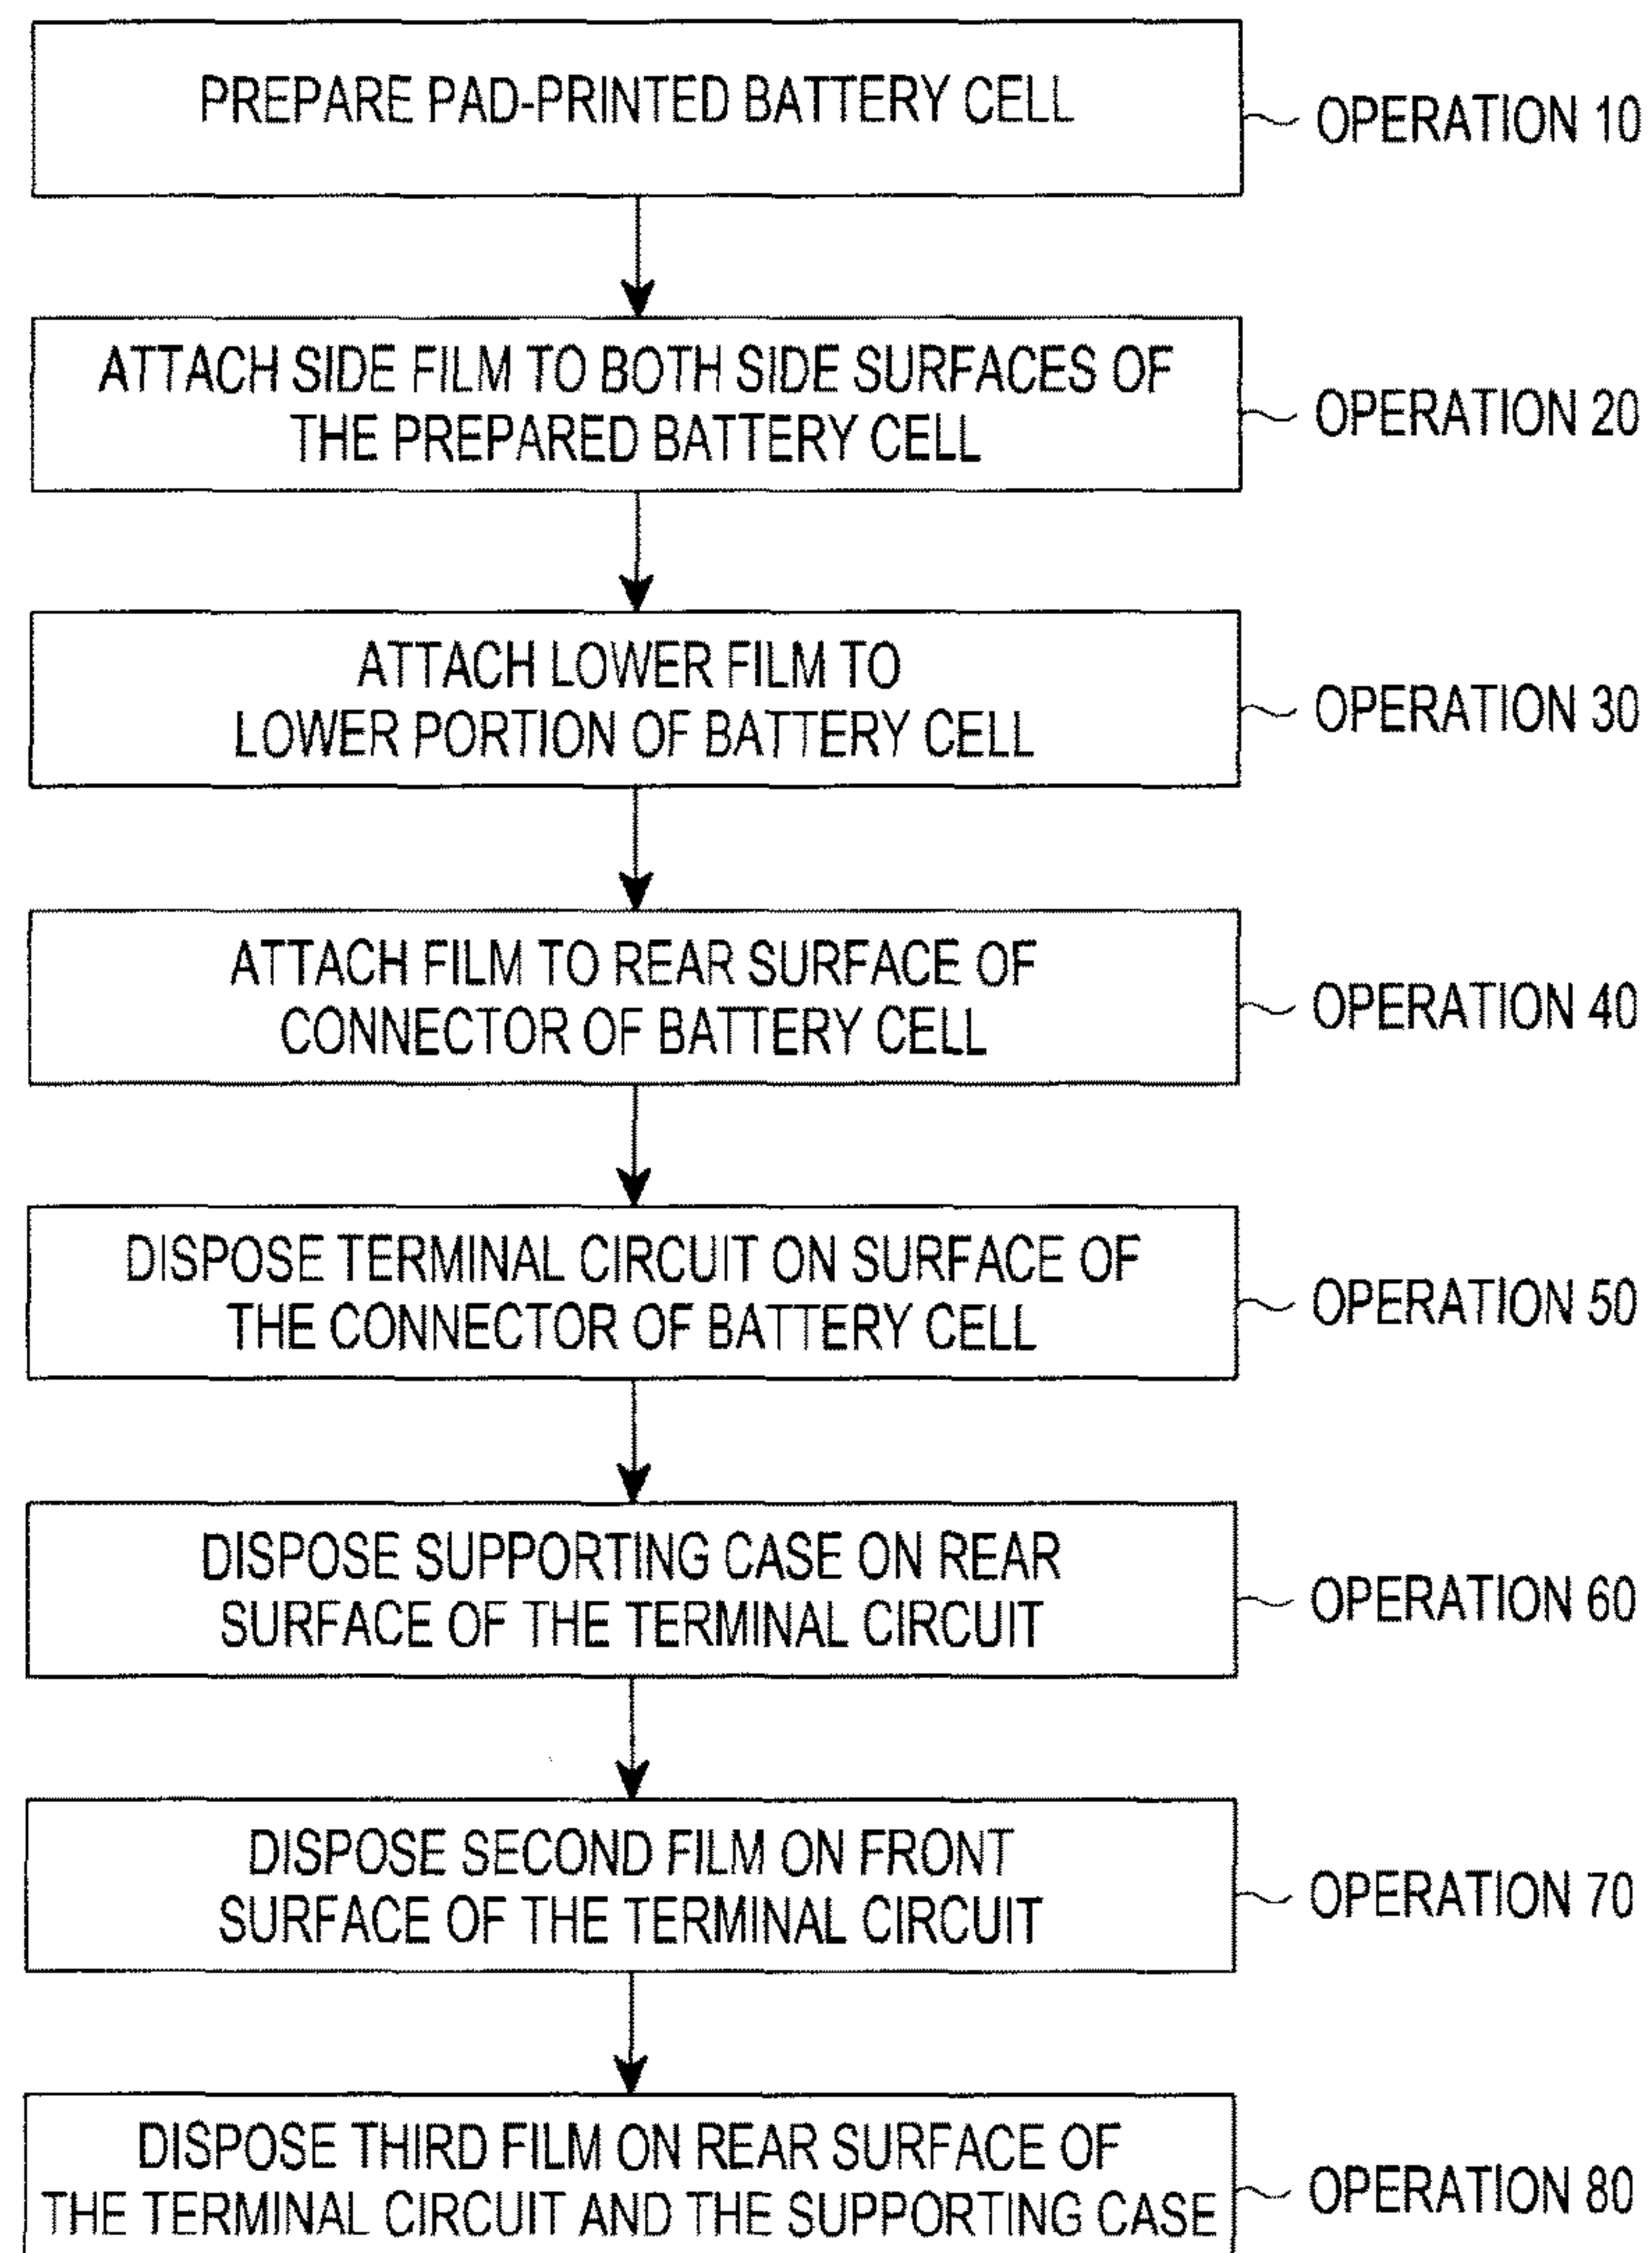 PREPARE PAD-PRINTED BATTERY CELL
OPERATION 10
ATTACH SIDE FILM TO BOTH SIDE SURFACES OF
THE PREPARED BATTERY CELL
OPERATION 20
ATTACH LOWER FILM TO
LOWER PORTION OF BATTERY CELL
OPERATION 30
ATTACH FILM TO REAR SURFACE OF
CONNECTOR OF BATTERY CELL
OPERATION 40
DISPOSE TERMINAL CIRCUIT ON SURFACE OF
THE CONNECTOR OF BATTERY CELL
OPERATION 50
DISPOSE SUPPORTING CASE ON REAR
SURFACE OF THE TERMINAL CIRCUIT
OPERATION 60
DISPOSE SECOND FILM ON FRONT
SURFACE OF THE TERMINAL CIRCUIT
OPERATION 70
DISPOSE THIRD FILM ON REAR SURFACE OF
THE TERMINAL CIRCUIT AND THE SUPPORTING CASE
OPERATION 80